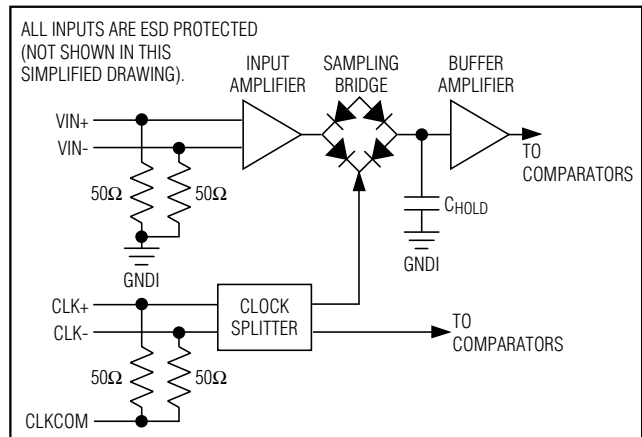 ALL INPUTS ARE ESD PROTECTED
(NOT SHOWN IN THIS
SIMPLIFIED DRAWING).
INPUT
AMPLIFIER
SAMPLING
BRIDGE
BUFFER
AMPLIFIER
VIN+
VIN-
TO
COMPARATORS
50Ω
50Ω
CHOLD
GNDI
GNDI
CLK+
CLK-
CLOCK
SPLITTER
TO
COMPARATORS
50Ω
50Ω
CLKCOM